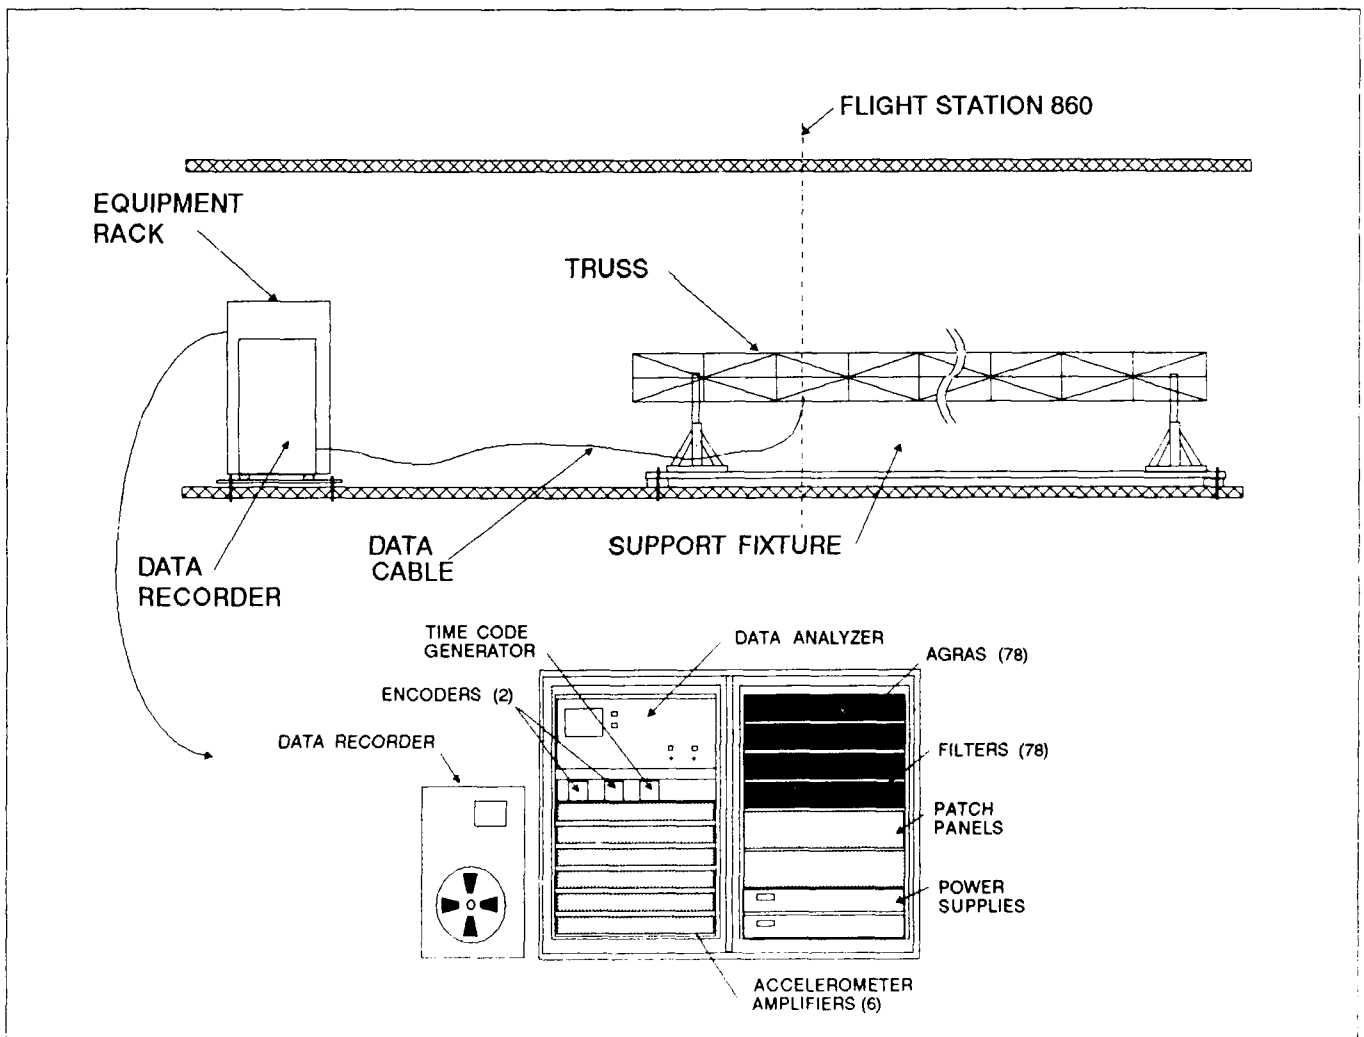 FLIGHT STATION 860
EQUIPMENT
RACK
TRUSS
DATA
RECORDER
DATA
CABLE
SUPPORT FIXTURE
TIME CODE
GENERATOR
DATA ANALYZER
AGRAS (78)
ENCODERS (2)
DATA RECORDER
FILTERS (78)
PATCH
PANELS
POWER
SUPPLIES
ACCELEROMETER
AMPLIFIERS (6)